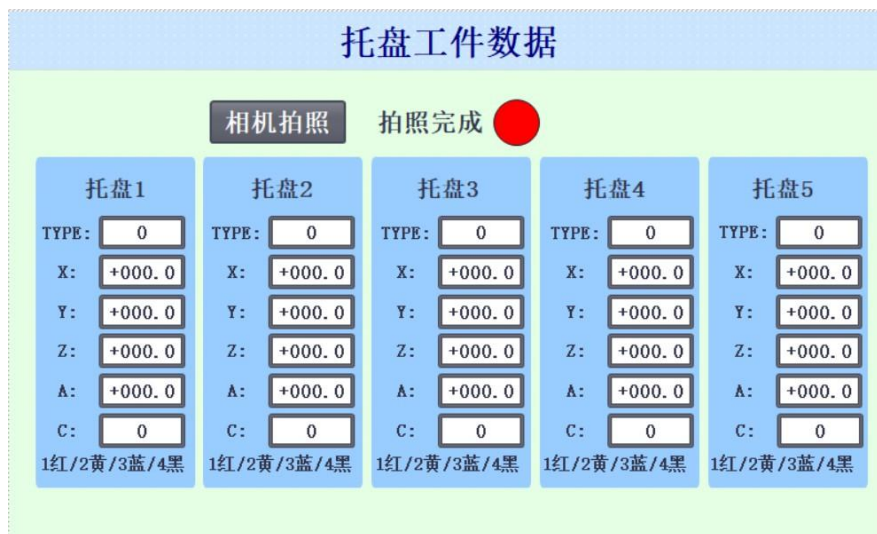 托盘工件数据
相机拍照 拍照完成
托盘1 托盘2 托盘3 托盘4 托盘5
TYPE: 0 TYPE: 0 TYPE: 0 TYPE: 0 TYPE: 0
X: +000.0 X: +000.0 X: +000.0 X: +000.0 X: +000.0
Y: +000.0 Y: +000.0 Y: +000.0 Y: +000.0 Y: +000.0
Z: +000.0 Z: +000.0 Z: +000.0 Z: +000.0 Z: +000.0
A: +000.0 A: +000.0 A: +000.0 A: +000.0 A: +000.0
C: 0 C: 0 C: 0 C: 0 C: 0
1红/2黄/3蓝/4黑 1红/2黄/3蓝/4黑 1红/2黄/3蓝/4黑 1红/2黄/3蓝/4黑 1红/2黄/3蓝/4黑